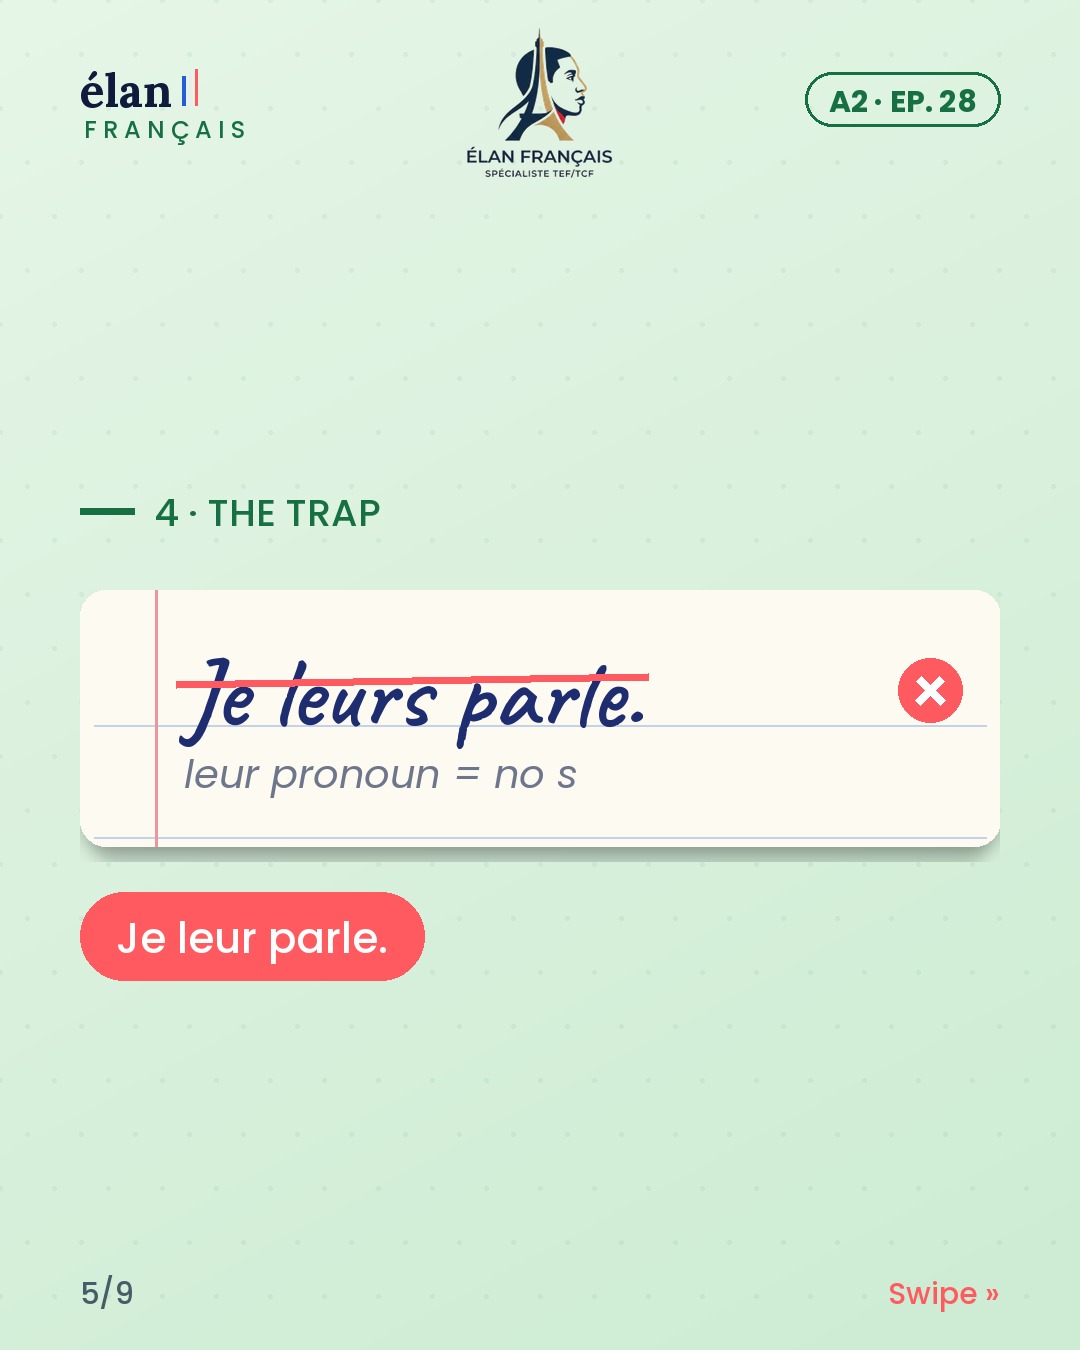 élan
FRANÇAIS
ÉLAN FRANÇAIS
SPÉCIALISTE TEF/TCF
A2 · EP. 28
4 · THE TRAP
Je leurs parle.
leur pronoun = no s
Je leur parle.
5/9
Swipe »